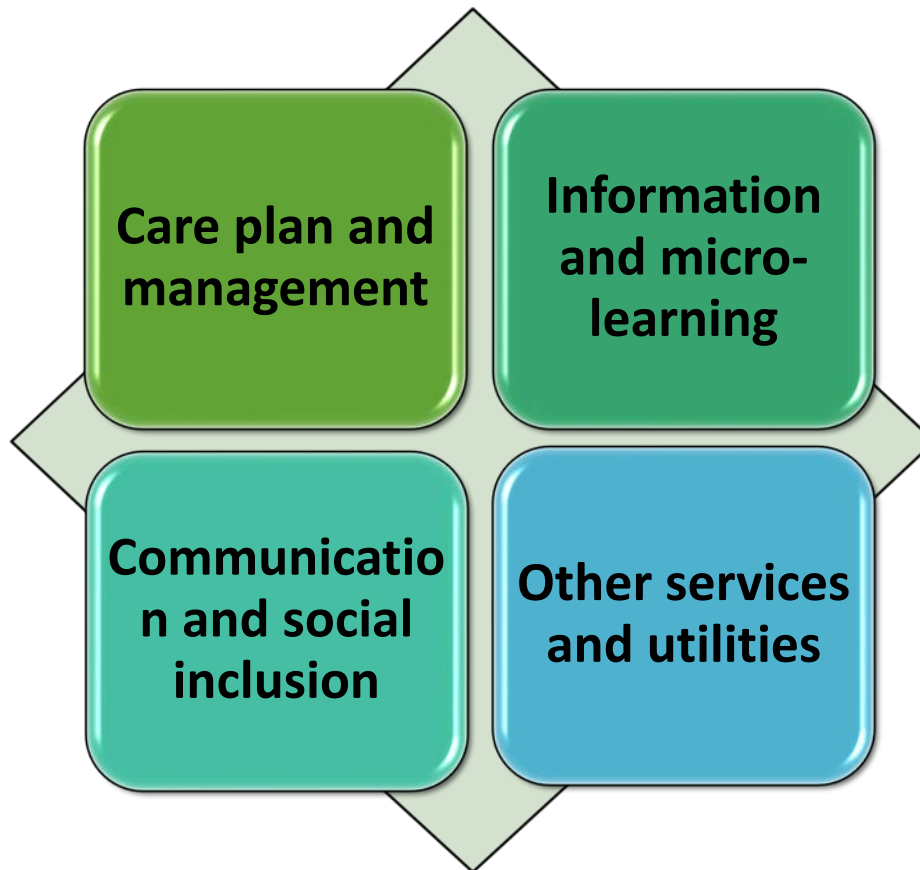 Care plan and
management
Information
and micro-
learning
Communicatio
n and social
inclusion
Other services
and utilities